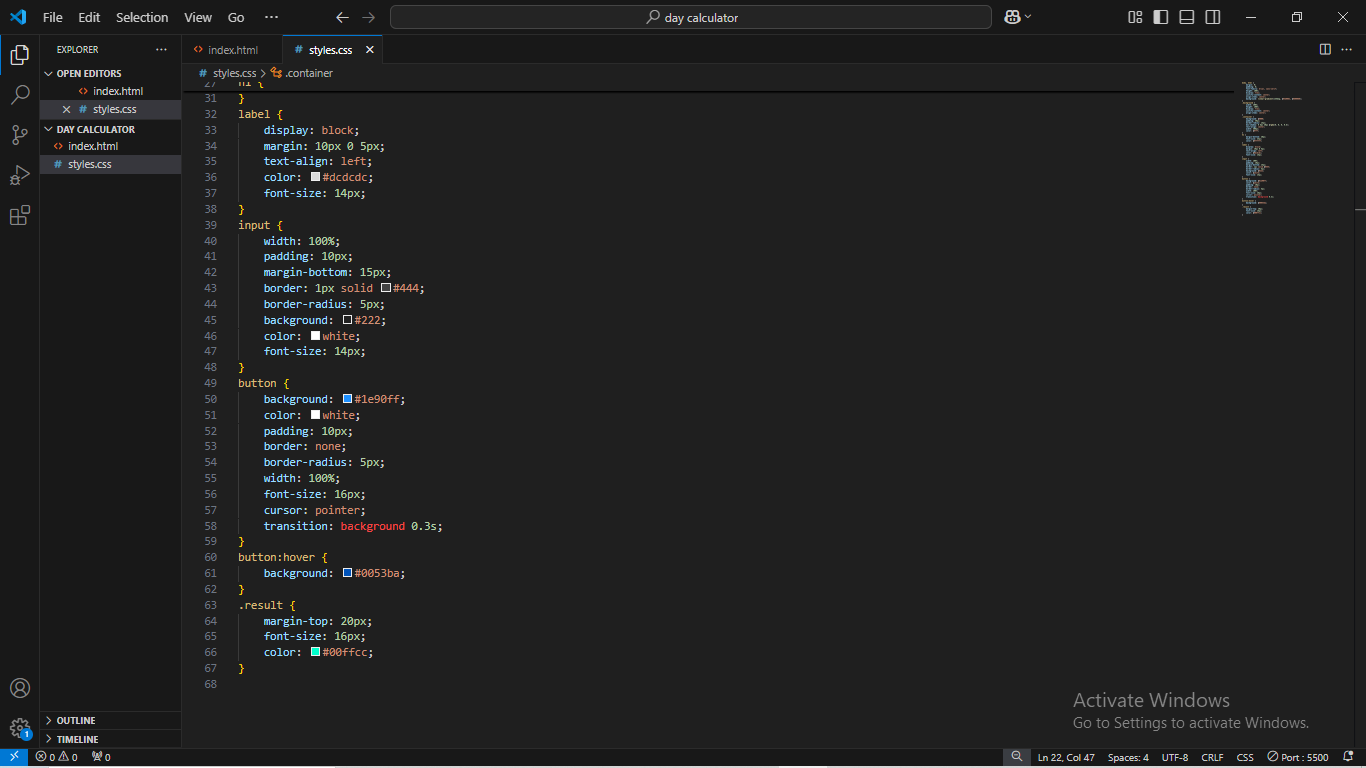 File Edit Selection View Go ··· day calculator
EXPLORER ···
OPEN EDITORS
index.html
styles.css
DAY CALCULATOR
index.html
styles.css
OUTLINE
TIMELINE
index.html styles.css
styles.css > .container
27 h1 {
31 }
32 label {
33 display: block;
34 margin: 10px 0 5px;
35 text-align: left;
36 color: #dcdcdc;
37 font-size: 14px;
38 }
39 input {
40 width: 100%;
41 padding: 10px;
42 margin-bottom: 15px;
43 border: 1px solid #444;
44 border-radius: 5px;
45 background: #222;
46 color: white;
47 font-size: 14px;
48 }
49 button {
50 background: #1e90ff;
51 color: white;
52 padding: 10px;
53 border: none;
54 border-radius: 5px;
55 width: 100%;
56 font-size: 16px;
57 cursor: pointer;
58 transition: background 0.3s;
59 }
60 button:hover {
61 background: #0053ba;
62 }
63 .result {
64 margin-top: 20px;
65 font-size: 16px;
66 color: #00ffcc;
67 }
68
Activate Windows
Go to Settings to activate Windows.
1
0 0 0 Ln 22, Col 47 Spaces: 4 UTF-8 CRLF CSS Port : 5500